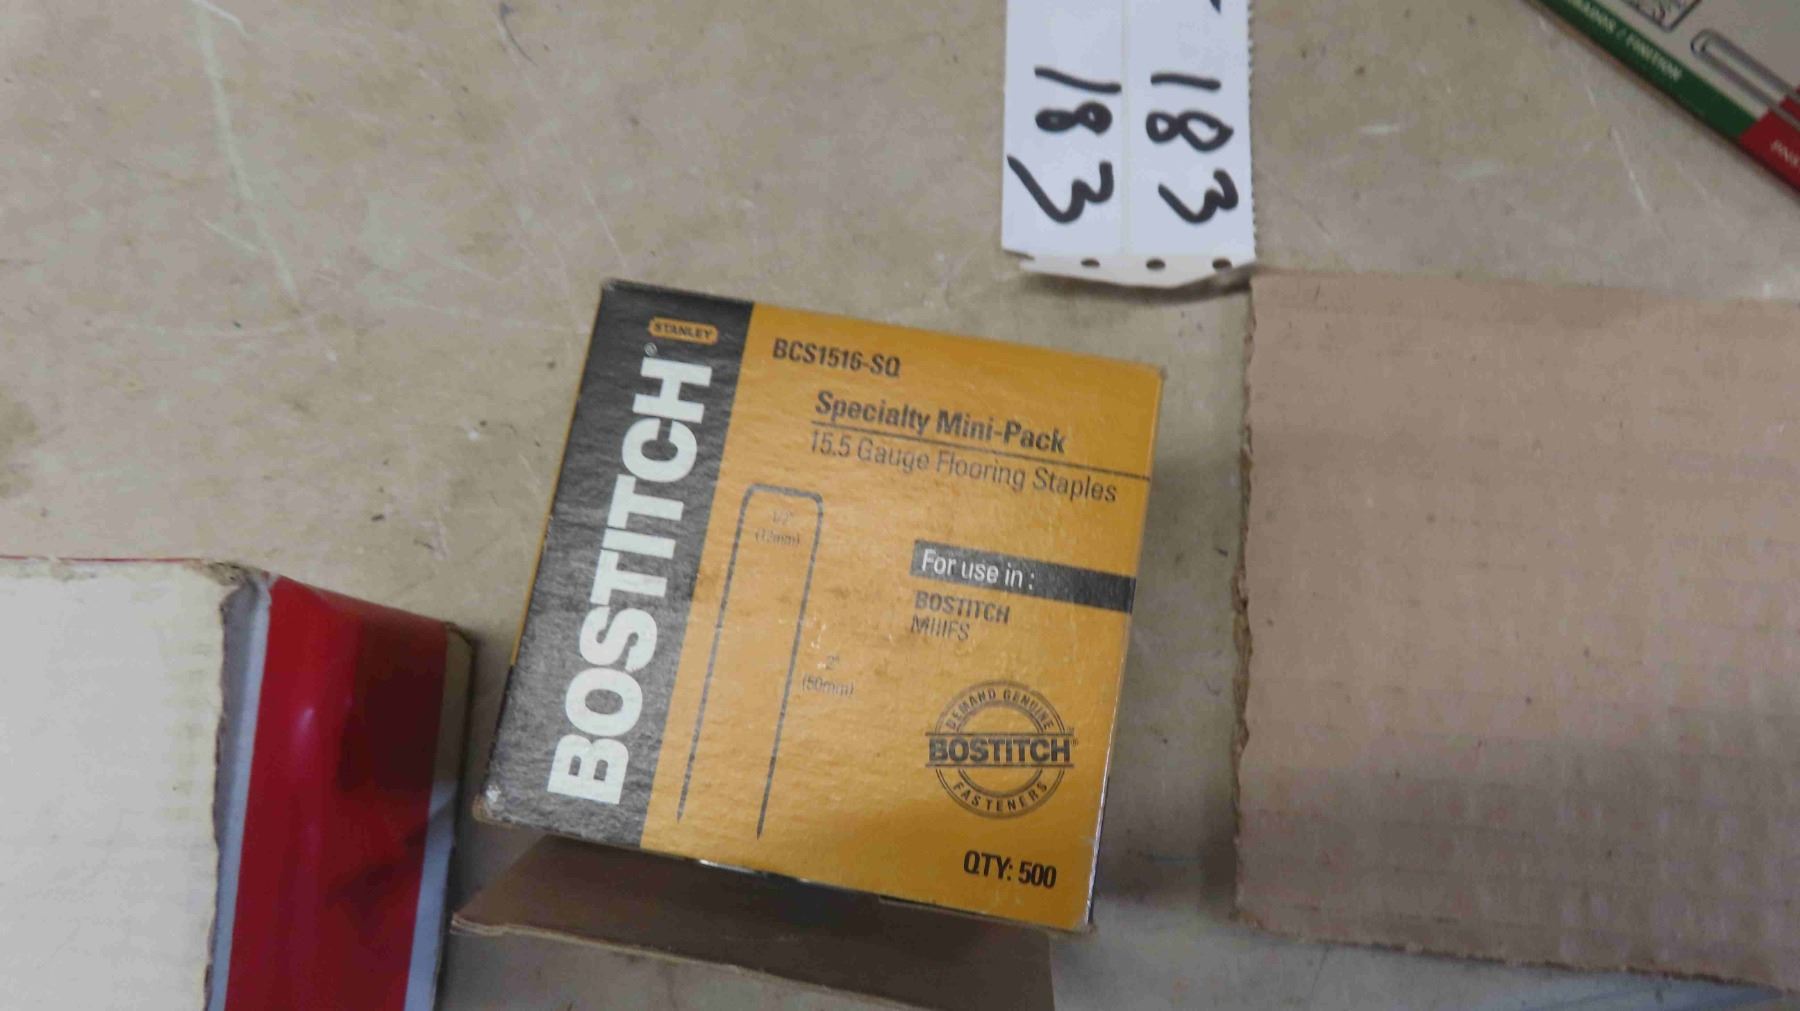 183
183
STANLEY
BOSTITCH®
BCS1516-SQ
Specialty Mini-Pack
15.5 Gauge Flooring Staples
1/2"
(12mm)
For use in :
BOSTITCH
MIIIFS
2"
(50mm)
DEMAND GENUINE
BOSTITCH®
FASTENERS
QTY: 500
/ FINITION